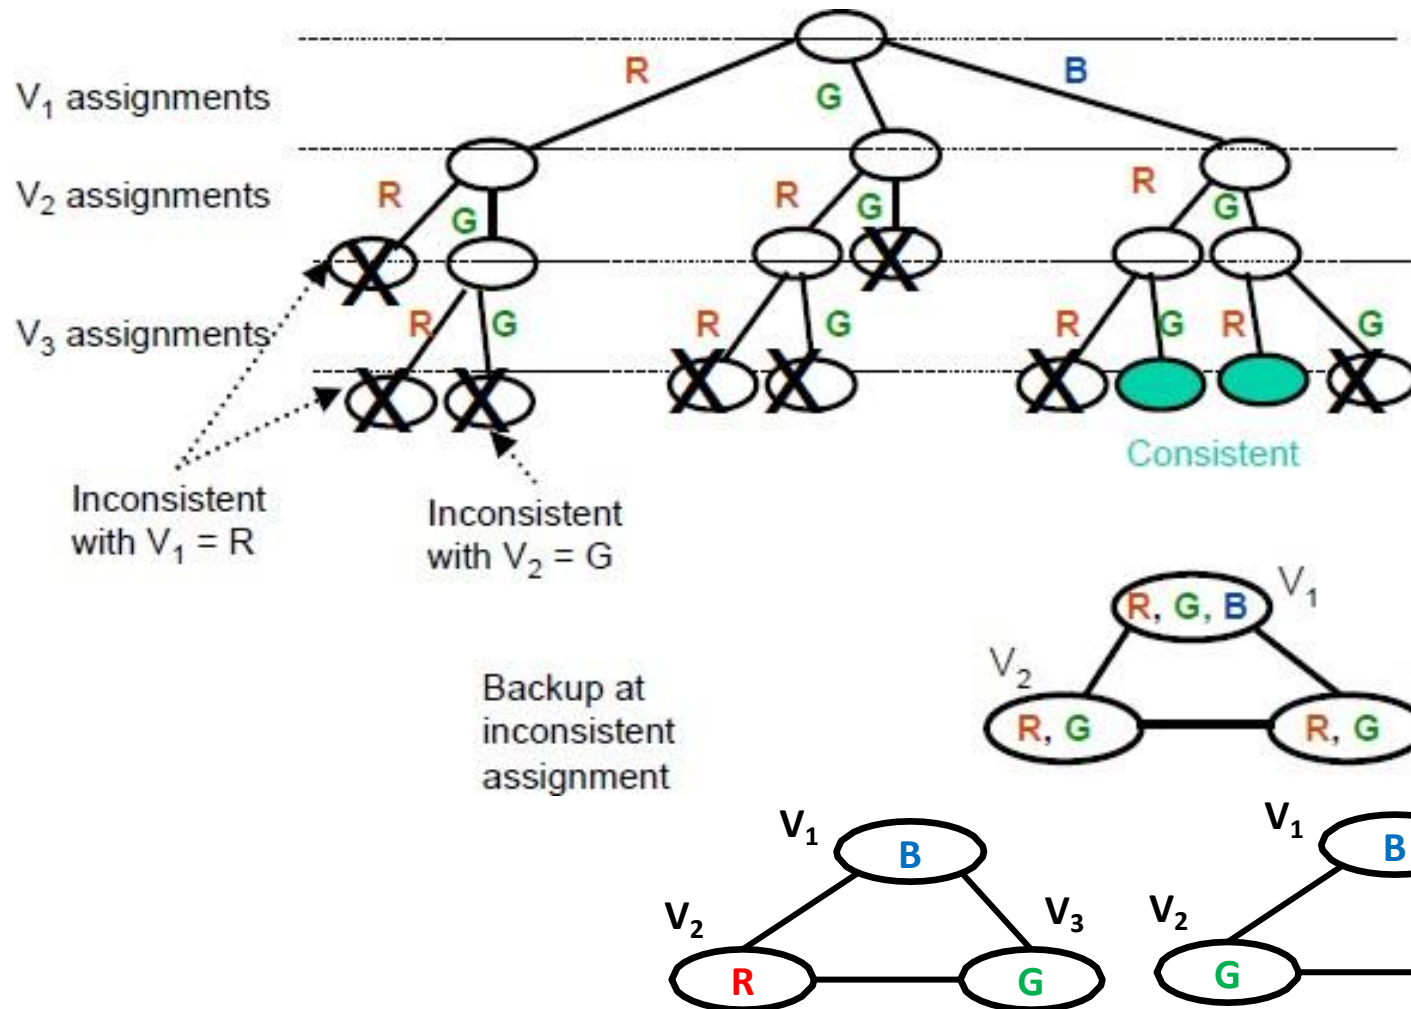 R
B
G
V1 assignments
R
G
R
G
R
G
V2 assignments
X
X
R
G
R
G
R
G
R
G
V3 assignments
X
X
X
X
X
X
Consistent
Inconsistent
with V1 = R
Inconsistent
with V2 = G
V1
R, G, B
V2
R, G
R, G
Backup at
inconsistent
assignment
V1
B
V2
R
V3
G
V1
B
V2
G